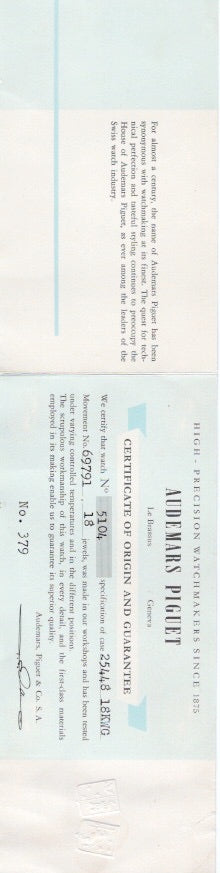 For almost a century, the name of Audemars Piguet has been
synonymous with watchmaking at its finest. The quest for tech-
nical perfection and tasteful styling continues to preoccupy the
House of Audemars Piguet, as ever among the leaders of the
Swiss watch industry.
HIGH-PRECISION WATCHMAKERS SINCE 1875
AUDEMARS PIGUET
Le Brassus Geneva
CERTIFICATE OF ORIGIN AND GUARANTEE
We certify that watch No 5104 specification of case 25448 18KWG
Movement No. 69791 18 jewels, was made in our workshops and has been tested
under varying controlled temperatures and in the different positions.
The scrupulous workmanship of this watch, in every detail, and the first-class materials
employed in its making enable us to guarantee its superior quality.
Audemars, Piguet & Co. S. A.
No. 379